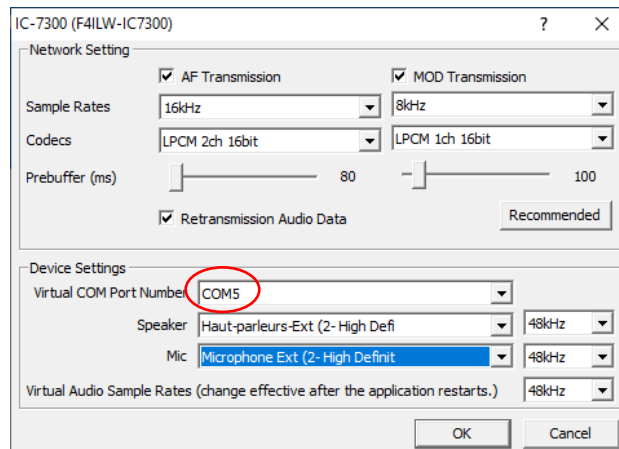 IC-7300 (F4ILW-IC7300) ? ✕
Network Setting
AF Transmission MOD Transmission
Sample Rates 16kHz 8kHz
Codecs LPCM 2ch 16bit LPCM 1ch 16bit
Prebuffer (ms) 80 100
Retransmission Audio Data Recommended
Device Settings
Virtual COM Port Number COM5
Speaker Haut-parleurs-Ext (2- High Defi 48kHz
Mic Microphone Ext (2- High Definit 48kHz
Virtual Audio Sample Rates (change effective after the application restarts.) 48kHz
OK Cancel